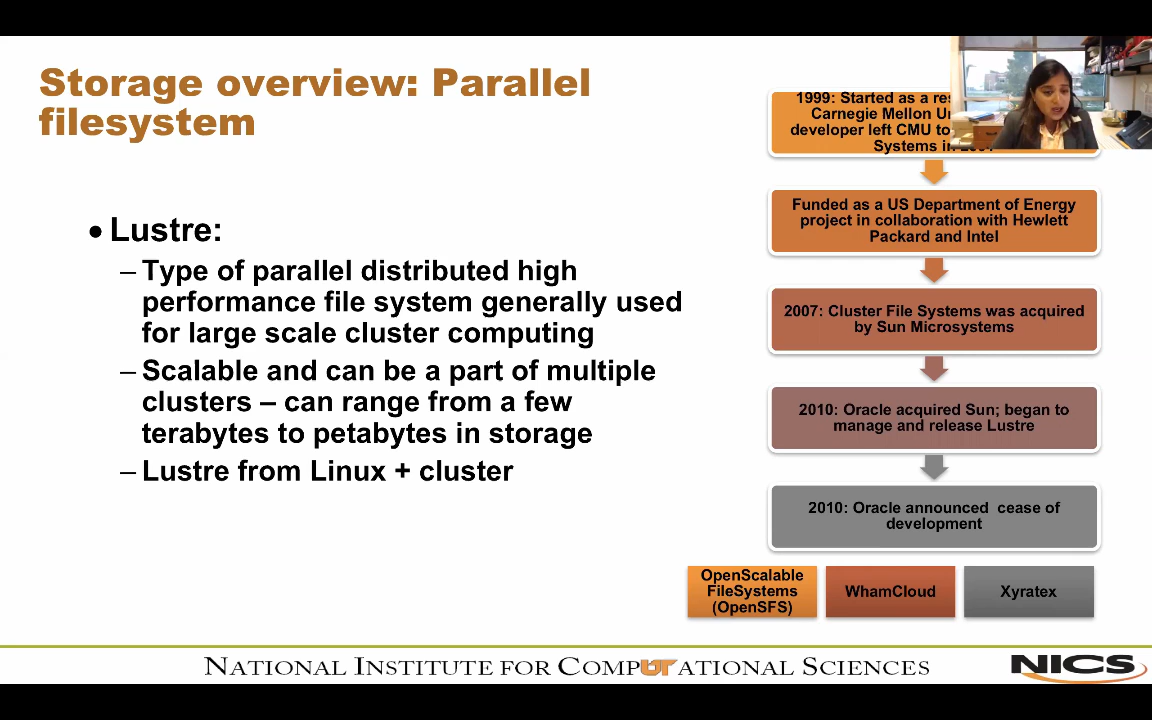 Storage overview: Parallel
filesystem
• Lustre:
– Type of parallel distributed high
performance file system generally used
for large scale cluster computing
– Scalable and can be a part of multiple
clusters – can range from a few
terabytes to petabytes in storage
– Lustre from Linux + cluster
1999: Started as a
Carnegie Mellon
developer left CMU to
Systems in
Funded as a US Department of Energy
project in collaboration with Hewlett
Packard and Intel
2007: Cluster File Systems was acquired
by Sun Microsystems
2010: Oracle acquired Sun; began to
manage and release Lustre
2010: Oracle announced cease of
development
OpenScalable
FileSystems
(OpenSFS)
WhamCloud
Xyratex
NATIONAL INSTITUTE FOR COMPUTATIONAL SCIENCES
NICS